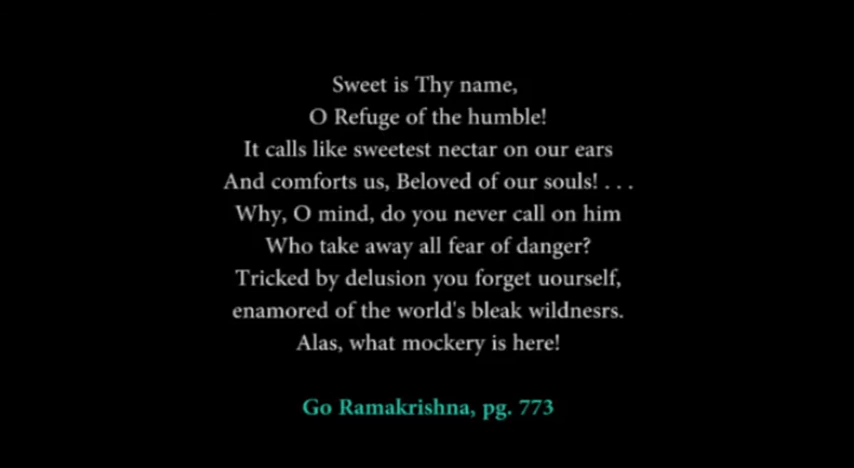 Sweet is Thy name,
O Refuge of the humble!
It calls like sweetest nectar on our ears
And comforts us, Beloved of our souls! . . .
Why, O mind, do you never call on him
Who take away all fear of danger?
Tricked by delusion you forget uourself,
enamored of the world's bleak wildnesrs.
Alas, what mockery is here!
Go Ramakrishna, pg. 773